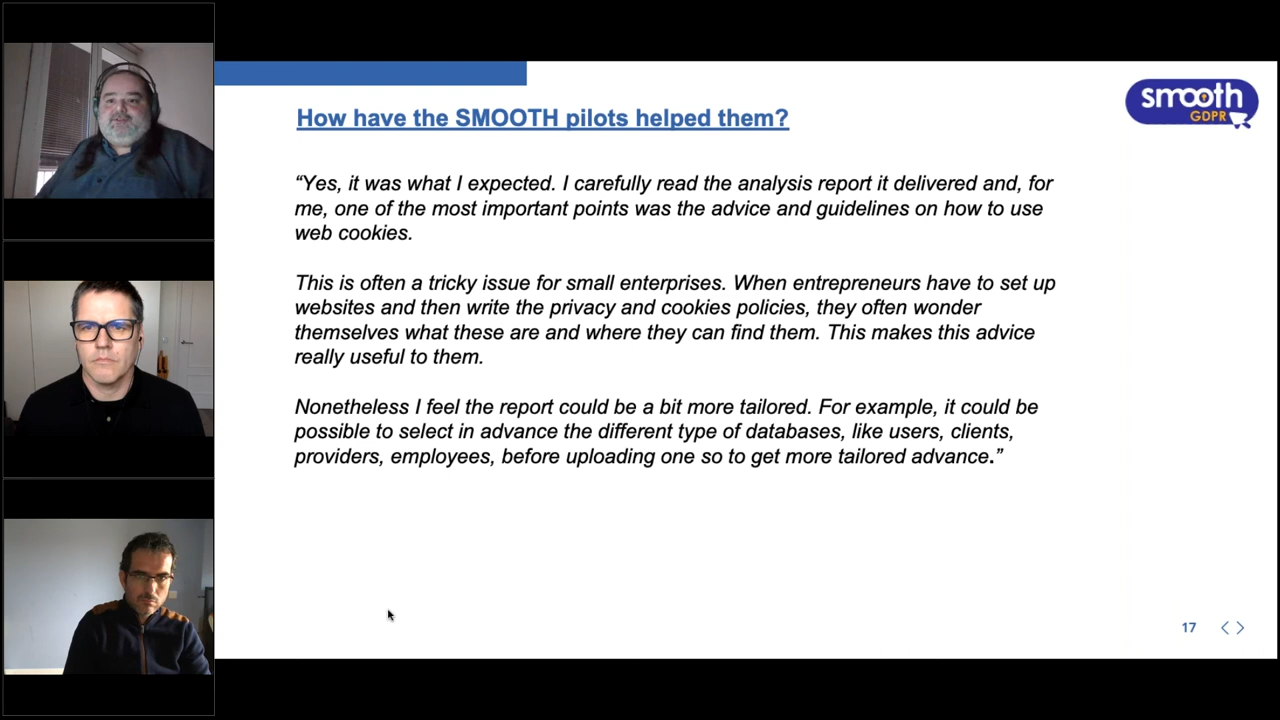 smooth
GDPR
How have the SMOOTH pilots helped them?
“Yes, it was what I expected. I carefully read the analysis report it delivered and, for
me, one of the most important points was the advice and guidelines on how to use
web cookies.
This is often a tricky issue for small enterprises. When entrepreneurs have to set up
websites and then write the privacy and cookies policies, they often wonder
themselves what these are and where they can find them. This makes this advice
really useful to them.
Nonetheless I feel the report could be a bit more tailored. For example, it could be
possible to select in advance the different type of databases, like users, clients,
providers, employees, before uploading one so to get more tailored advance.”
17